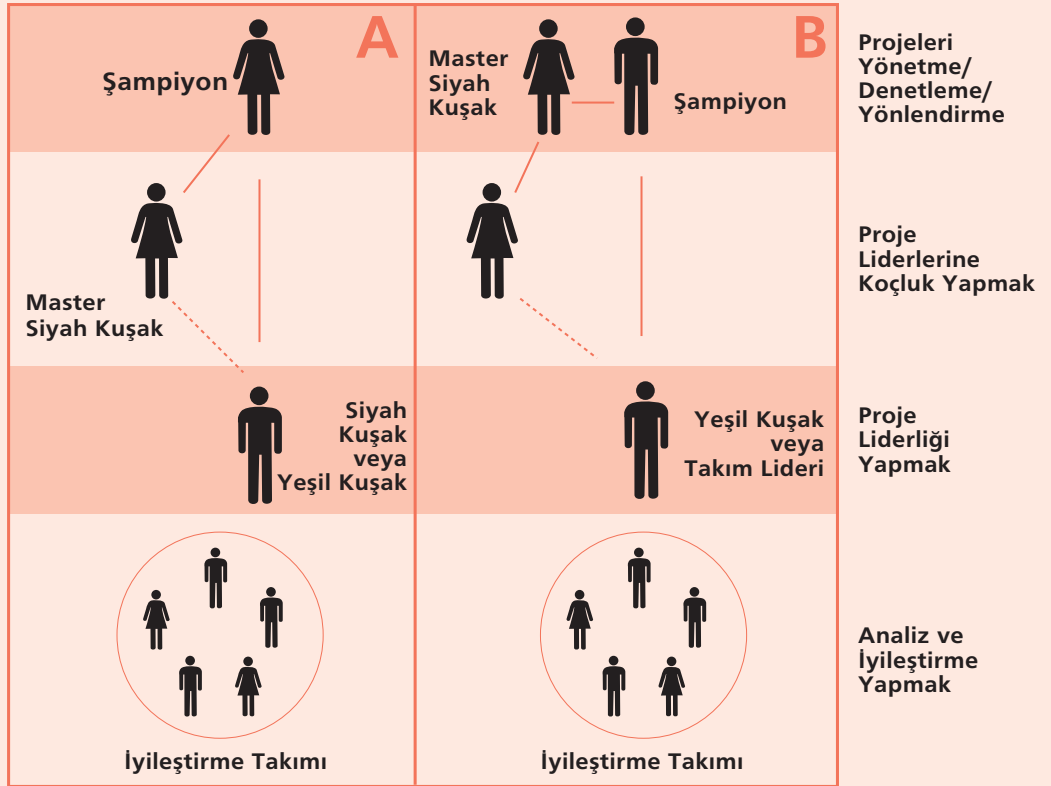 A
Şampiyon
Master
Siyah Kuşak
Siyah
Kuşak
veya
Yeşil Kuşak
İyileştirme Takımı
B
Master
Siyah
Kuşak
Şampiyon
Yeşil Kuşak
veya
Takım Lideri
İyileştirme Takımı
Projeleri
Yönetme/
Denetleme/
Yönlendirme
Proje
Liderlerine
Koçluk Yapmak
Proje
Liderliği
Yapmak
Analiz ve
İyileştirme
Yapmak